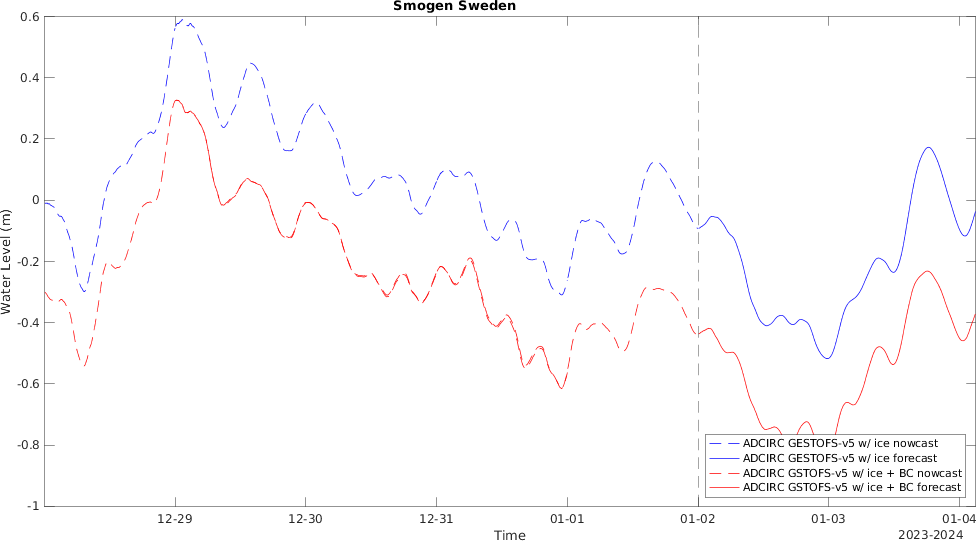 Smogen Sweden
0.6
0.4
0.2
0
-0.2
-0.4
-0.6
-0.8
-1
Water Level (m)
12-29
12-30
12-31
01-01
01-02
01-03
01-04
Time
2023-2024
ADCIRC GESTOFS-v5 w/ ice nowcast
ADCIRC GESTOFS-v5 w/ ice forecast
ADCIRC GSTOFS-v5 w/ ice + BC nowcast
ADCIRC GSTOFS-v5 w/ ice + BC forecast